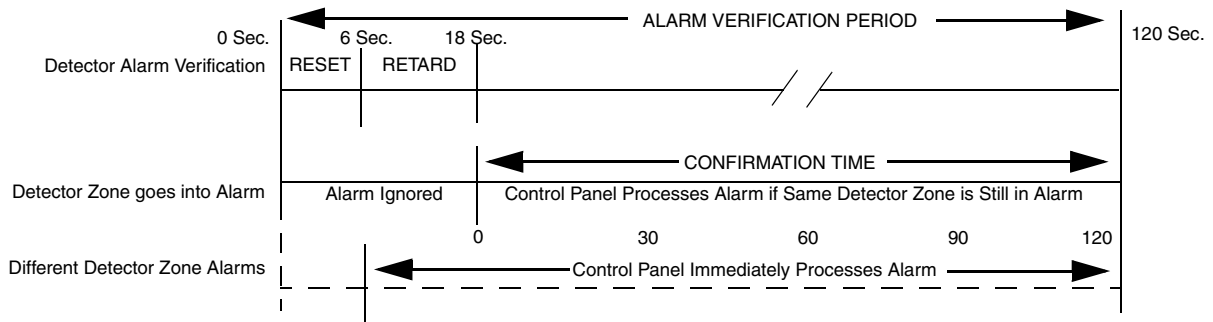 ALARM VERIFICATION PERIOD
0 Sec. 6 Sec. 18 Sec. 120 Sec.
Detector Alarm Verification RESET RETARD
CONFIRMATION TIME
Detector Zone goes into Alarm Alarm Ignored Control Panel Processes Alarm if Same Detector Zone is Still in Alarm
0 30 60 90 120
Different Detector Zone Alarms Control Panel Immediately Processes Alarm